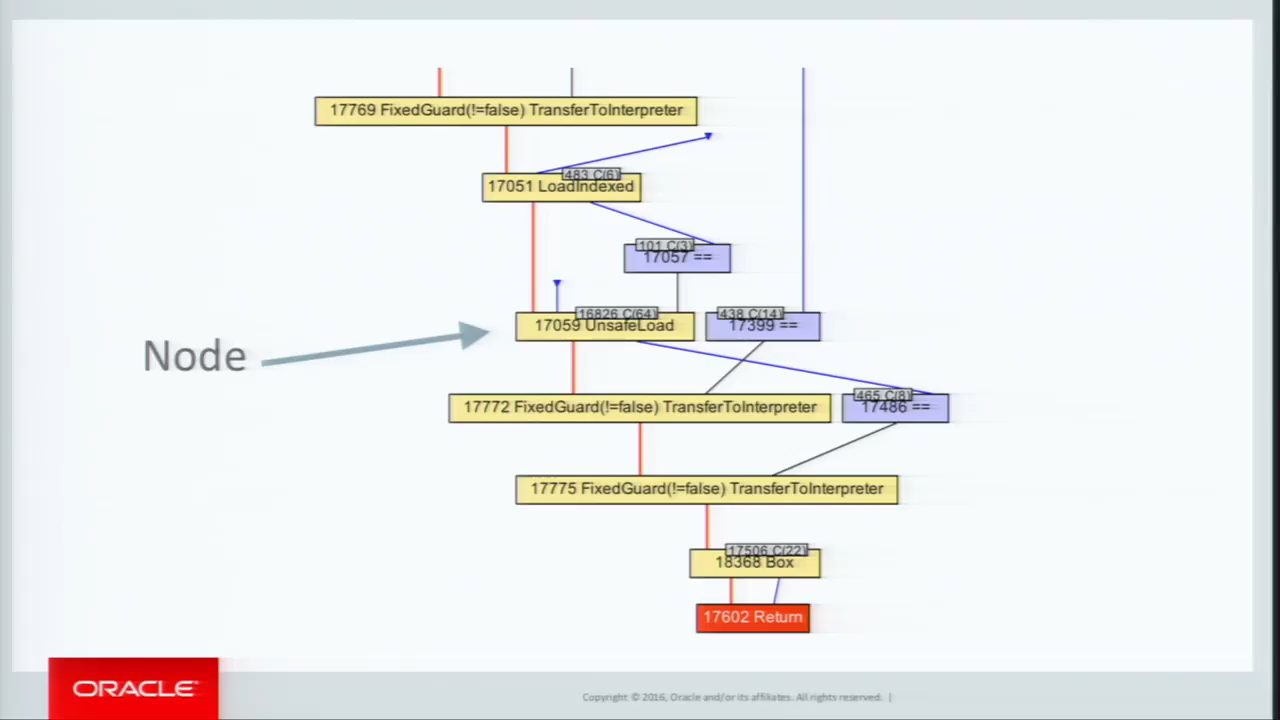 17769 FixedGuard(!=false) TransferToInterpreter
483 C(6)
17051 LoadIndexed
101 C(3)
17057 ==
16826 C(64)
17059 UnsafeLoad
438 C(14)
17399 ==
Node
17772 FixedGuard(!=false) TransferToInterpreter
465 C(8)
17486 ==
17775 FixedGuard(!=false) TransferToInterpreter
17506 C(22)
18368 Box
17602 Return
ORACLE
Copyright © 2016, Oracle and/or its affiliates. All rights reserved. |